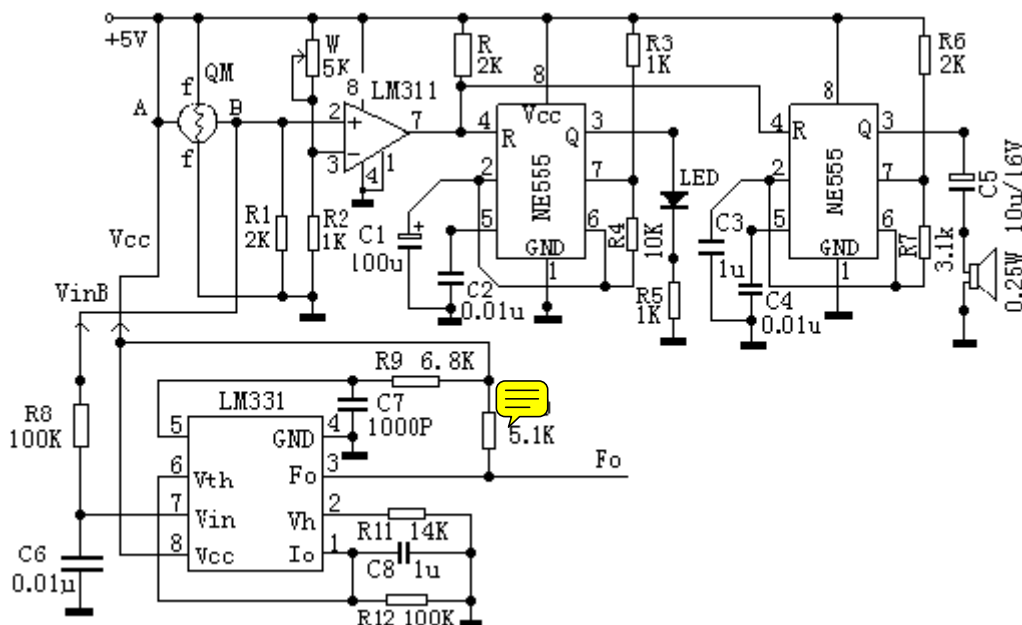 +5V
f
QM
f
A
B
W
5K
LM311
8
2
+
3
−
7
4
1
R1
2K
R2
1K
R
2K
8
Vcc
4
R
Q
3
2
7
5
6
NE555
GND
1
R3
1K
R4
10K
LED
R5
1K
C1
+
100u
C2
0.01u
8
4
R
Q
3
2
7
5
6
NE555
GND
1
R6
2K
R7
3.1k
C3
1u
C4
0.01u
C5
10u/16V
0.25W
Vcc
VinB
R8
100K
C6
0.01u
LM331
5
6
Vth
7
Vin
8
Vcc
GND
4
Fo
3
Vh
2
Io
1
R9 6.8K
C7
1000P
5.1K
Fo
R11 14K
C8
1u
R12 100K